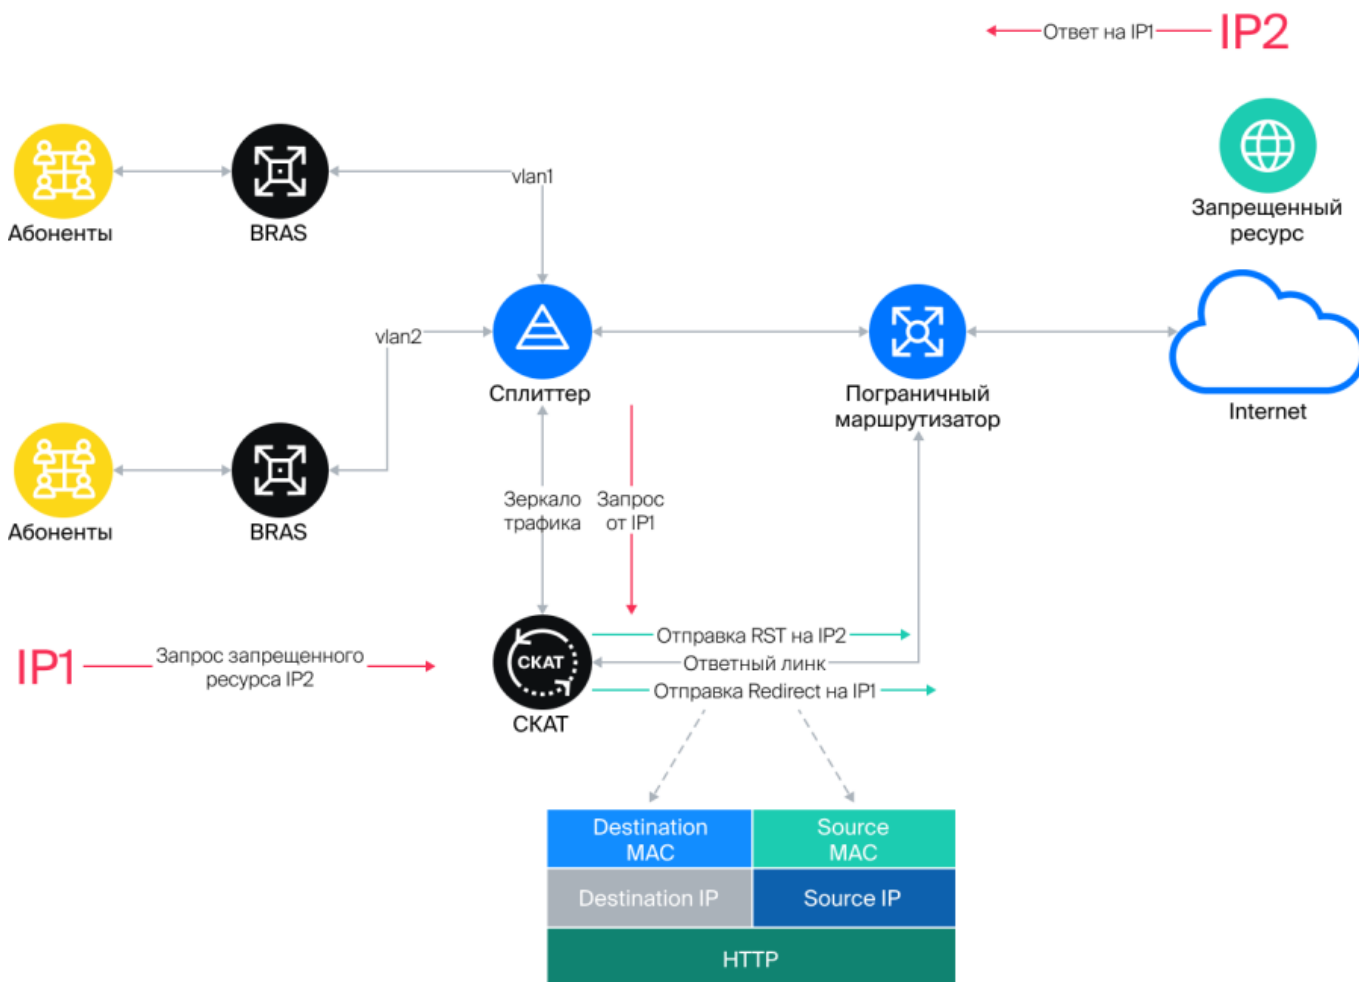 Ответ на IP1
IP2
Абоненты
BRAS
vlan1
Запрещенный
ресурс
vlan2
Сплиттер
Пограничный
маршрутизатор
Internet
Абоненты
BRAS
Зеркало
трафика
Запрос
от IP1
IP1
Запрос запрещенного
ресурса IP2
СКАТ
СКАТ
Отправка RST на IP2
Ответный линк
Отправка Redirect на IP1
Destination
MAC
Source
MAC
Destination IP
Source IP
HTTP